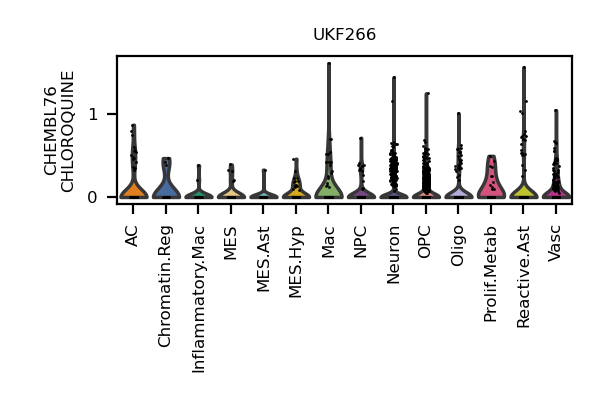 UKF266
CHEMBL76
CHLOROQUINE
1
0
AC
Chromatin.Reg
Inflammatory.Mac
MES
MES.Ast
MES.Hyp
Mac
NPC
Neuron
OPC
Oligo
Prolif.Metab
Reactive.Ast
Vasc